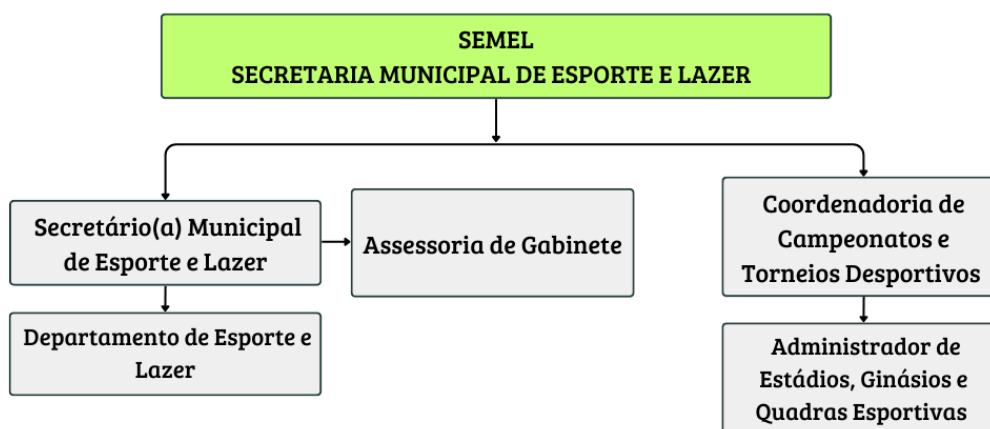 SEMEL
SECRETARIA MUNICIPAL DE ESPORTE E LAZER
Secretário(a) Municipal
de Esporte e Lazer
Assessoria de Gabinete
Coordenadoria de
Campeonatos e
Torneios Desportivos
Departamento de Esporte e
Lazer
Administrador de
Estádios, Ginásios e
Quadras Esportivas